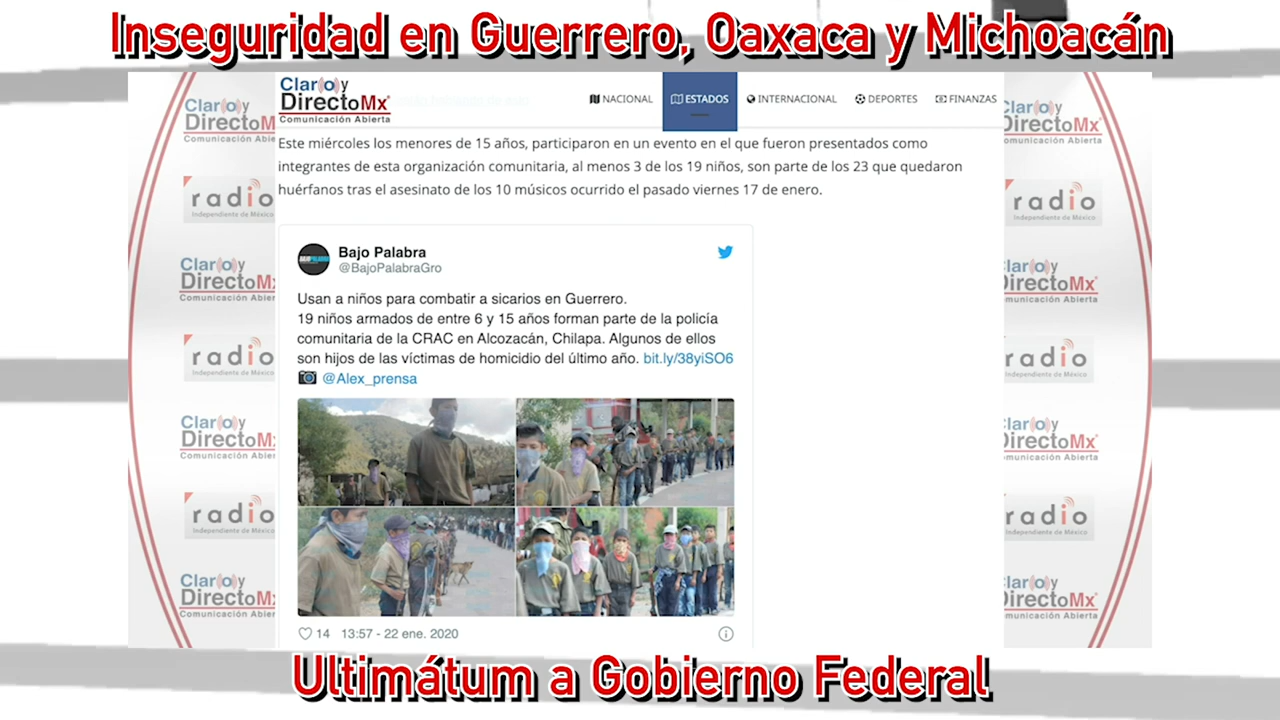 Inseguridad en Guerrero, Oaxaca y Michoacán
Clar(o)y
DirectoMx
Comunicación Abierta
NACIONAL
ESTADOS
INTERNACIONAL
DEPORTES
FINANZAS
Este miércoles los menores de 15 años, participaron en un evento en el que fueron presentados como
integrantes de esta organización comunitaria, al menos 3 de los 19 niños, son parte de los 23 que quedaron
huérfanos tras el asesinato de los 10 músicos ocurrido el pasado viernes 17 de enero.
Bajo Palabra
@BajoPalabraGro
Usan a niños para combatir a sicarios en Guerrero.
19 niños armados de entre 6 y 15 años forman parte de la policía
comunitaria de la CRAC en Alcozacán, Chilapa. Algunos de ellos
son hijos de las víctimas de homicidio del último año. bit.ly/38yiSO6
@Alex_prensa
14 13:57 - 22 ene. 2020
Clar(o)y
DirectoMx
Comunicación Abierta
radio
Independiente de México
Ultimátum a Gobierno Federal